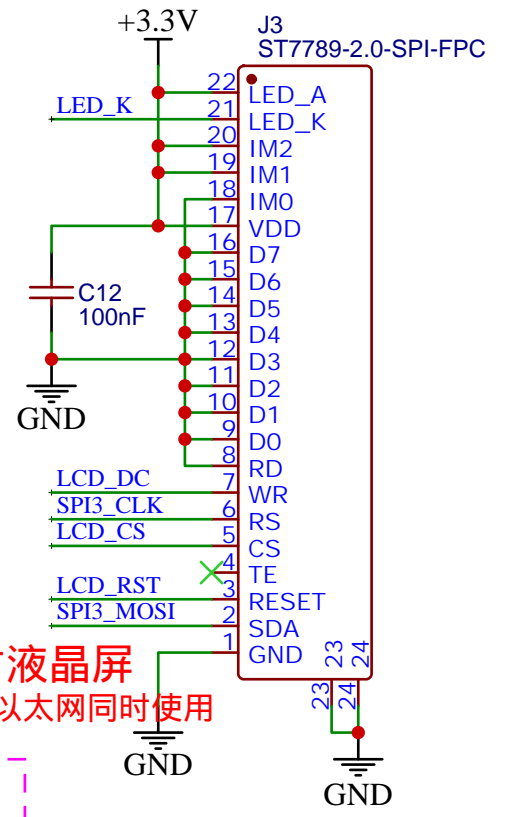 +3.3V
J3
ST7789-2.0-SPI-FPC
22 LED_A
LED_K 21 LED_K
20 IM2
19 IM1
18 IM0
17 VDD
16 D7
15 D6
14 D5
13 D4
12 D3
11 D2
10 D1
9 D0
8 RD
C12
100nF
GND
LCD_DC 7 WR
SPI3_CLK 6 RS
LCD_CS 5 CS
4 TE
LCD_RST 3 RESET
SPI3_MOSI 2 SDA
1 GND
23 24
23 24
液晶屏
以太网同时使用
GND
GND